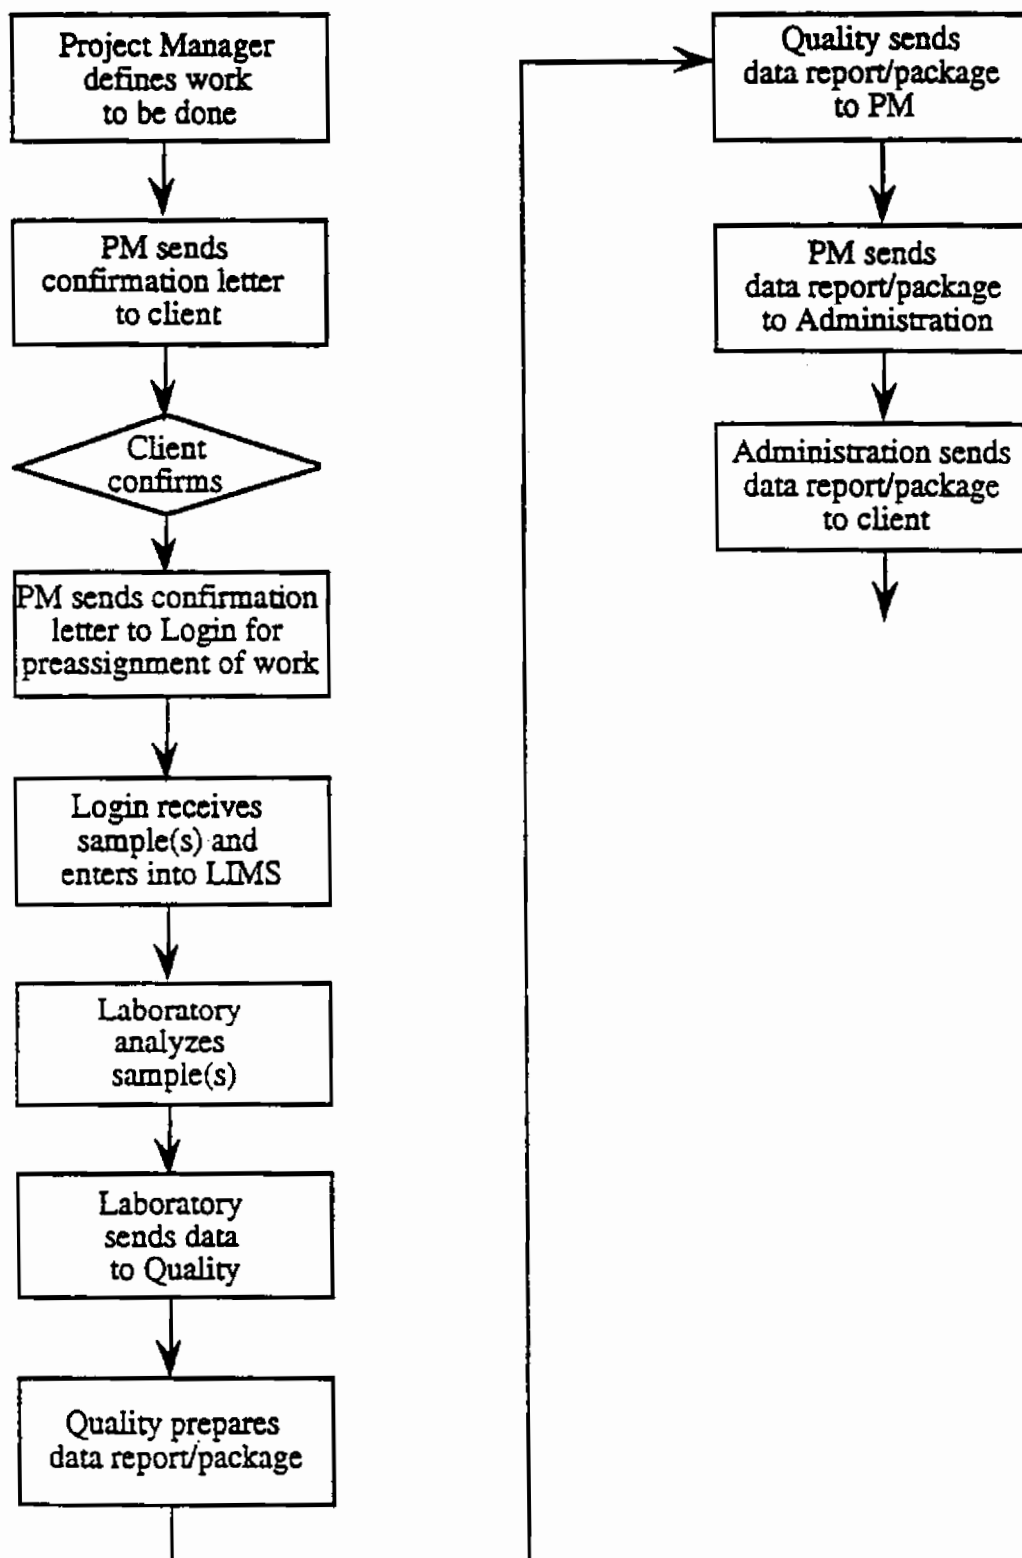 Project Manager
defines work
to be done
PM sends
confirmation letter
to client
Client
confirms
PM sends confirmation
letter to Login for
preassignment of work
Login receives
sample(s) and
enters into LIMS
Laboratory
analyzes
sample(s)
Laboratory
sends data
to Quality
Quality prepares
data report/package
Quality sends
data report/package
to PM
PM sends
data report/package
to Administration
Administration sends
data report/package
to client